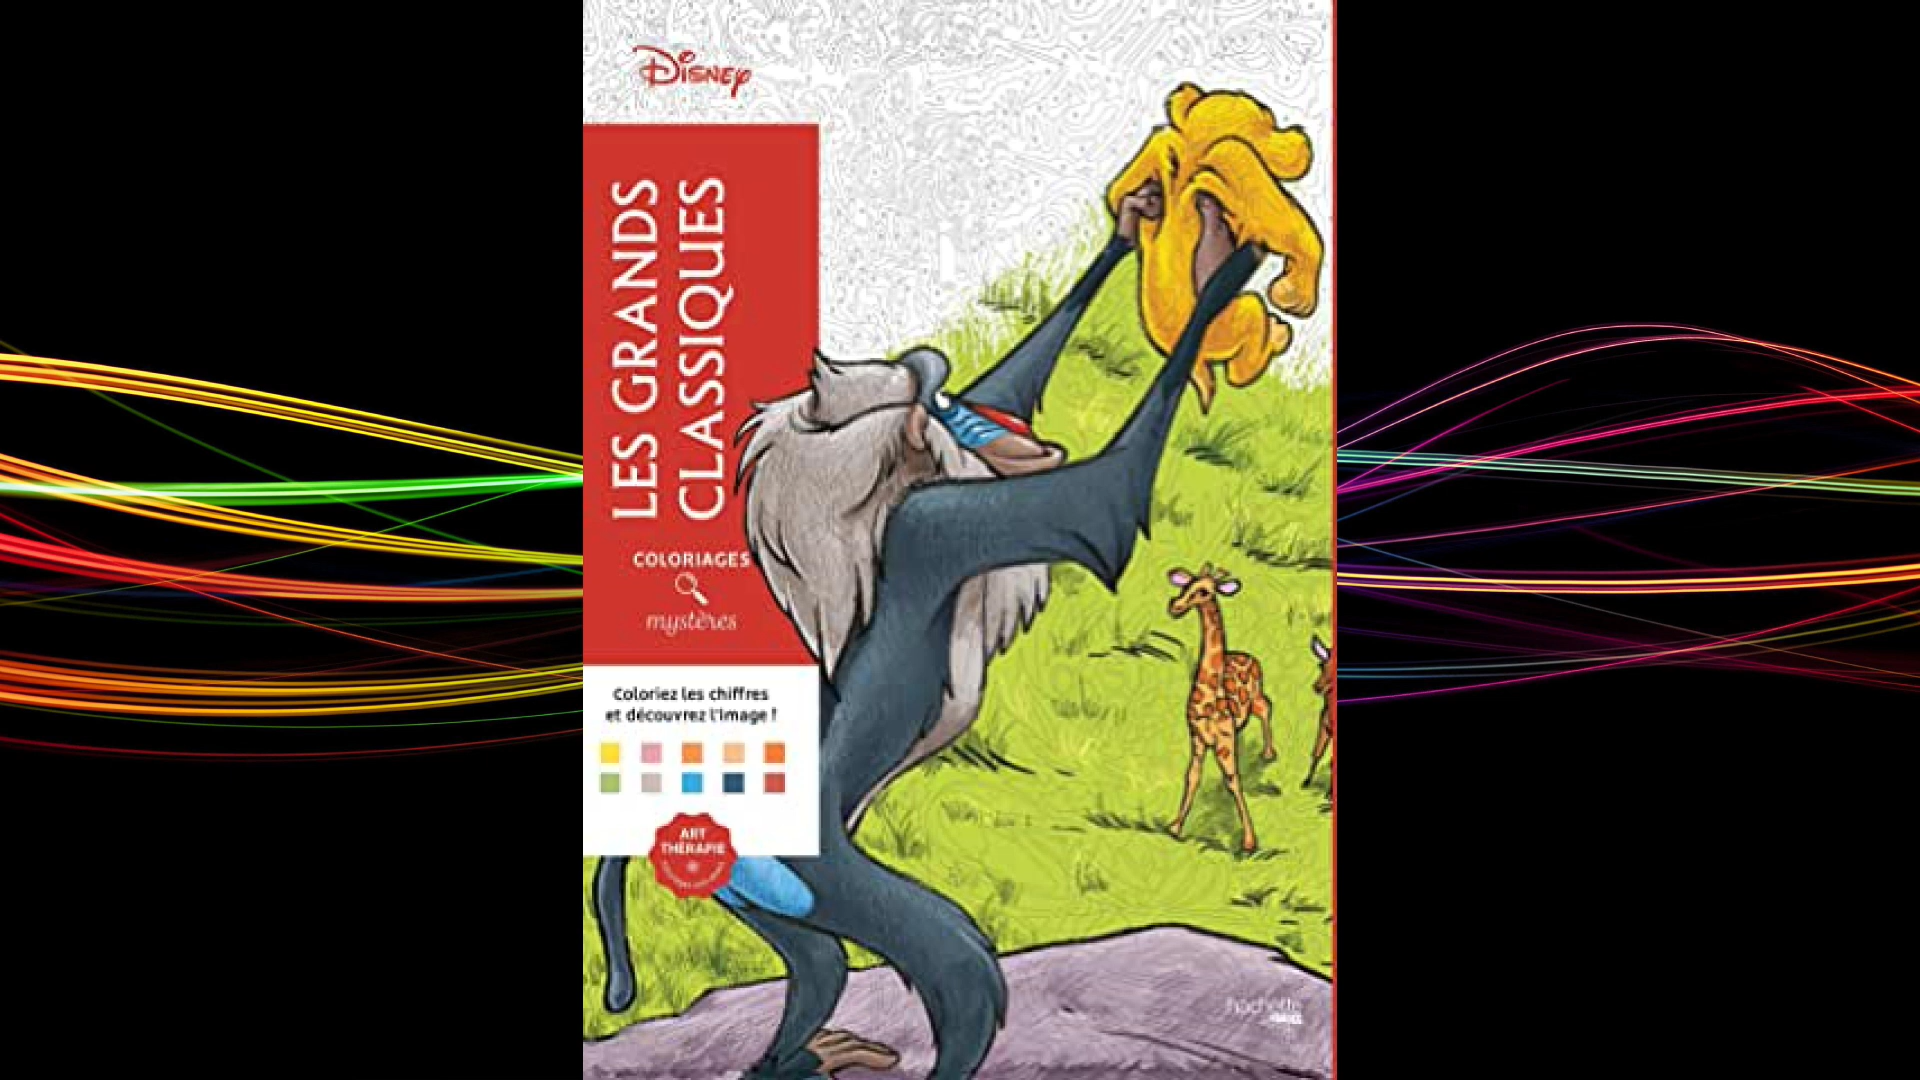 Disney
LES GRANDS
CLASSIQUES
COLORIAGES
mystères
Coloriez les chiffres
et découvrez l'image !
ART
THÉRAPIE
hachette